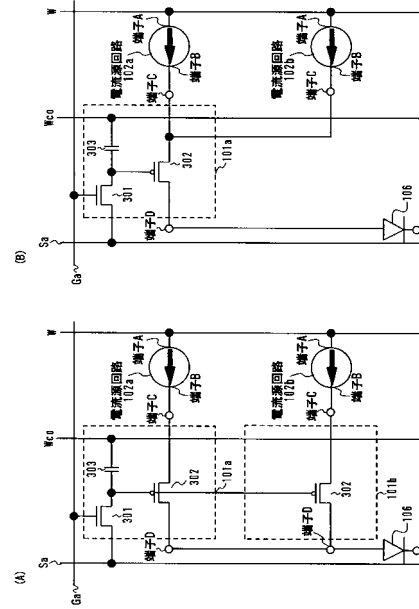 (A)
Sa
Wco
W
Ga
301
303
302
101a
電流源回路
102a
端子A
端子B
端子C
端子D
302
101b
電流源回路
102b
端子A
端子B
端子C
端子D
106
(B)
Sa
Wco
W
Ga
301
303
302
101a
電流源回路
102a
端子A
端子B
端子C
端子D
電流源回路
102b
端子A
端子B
端子C
106